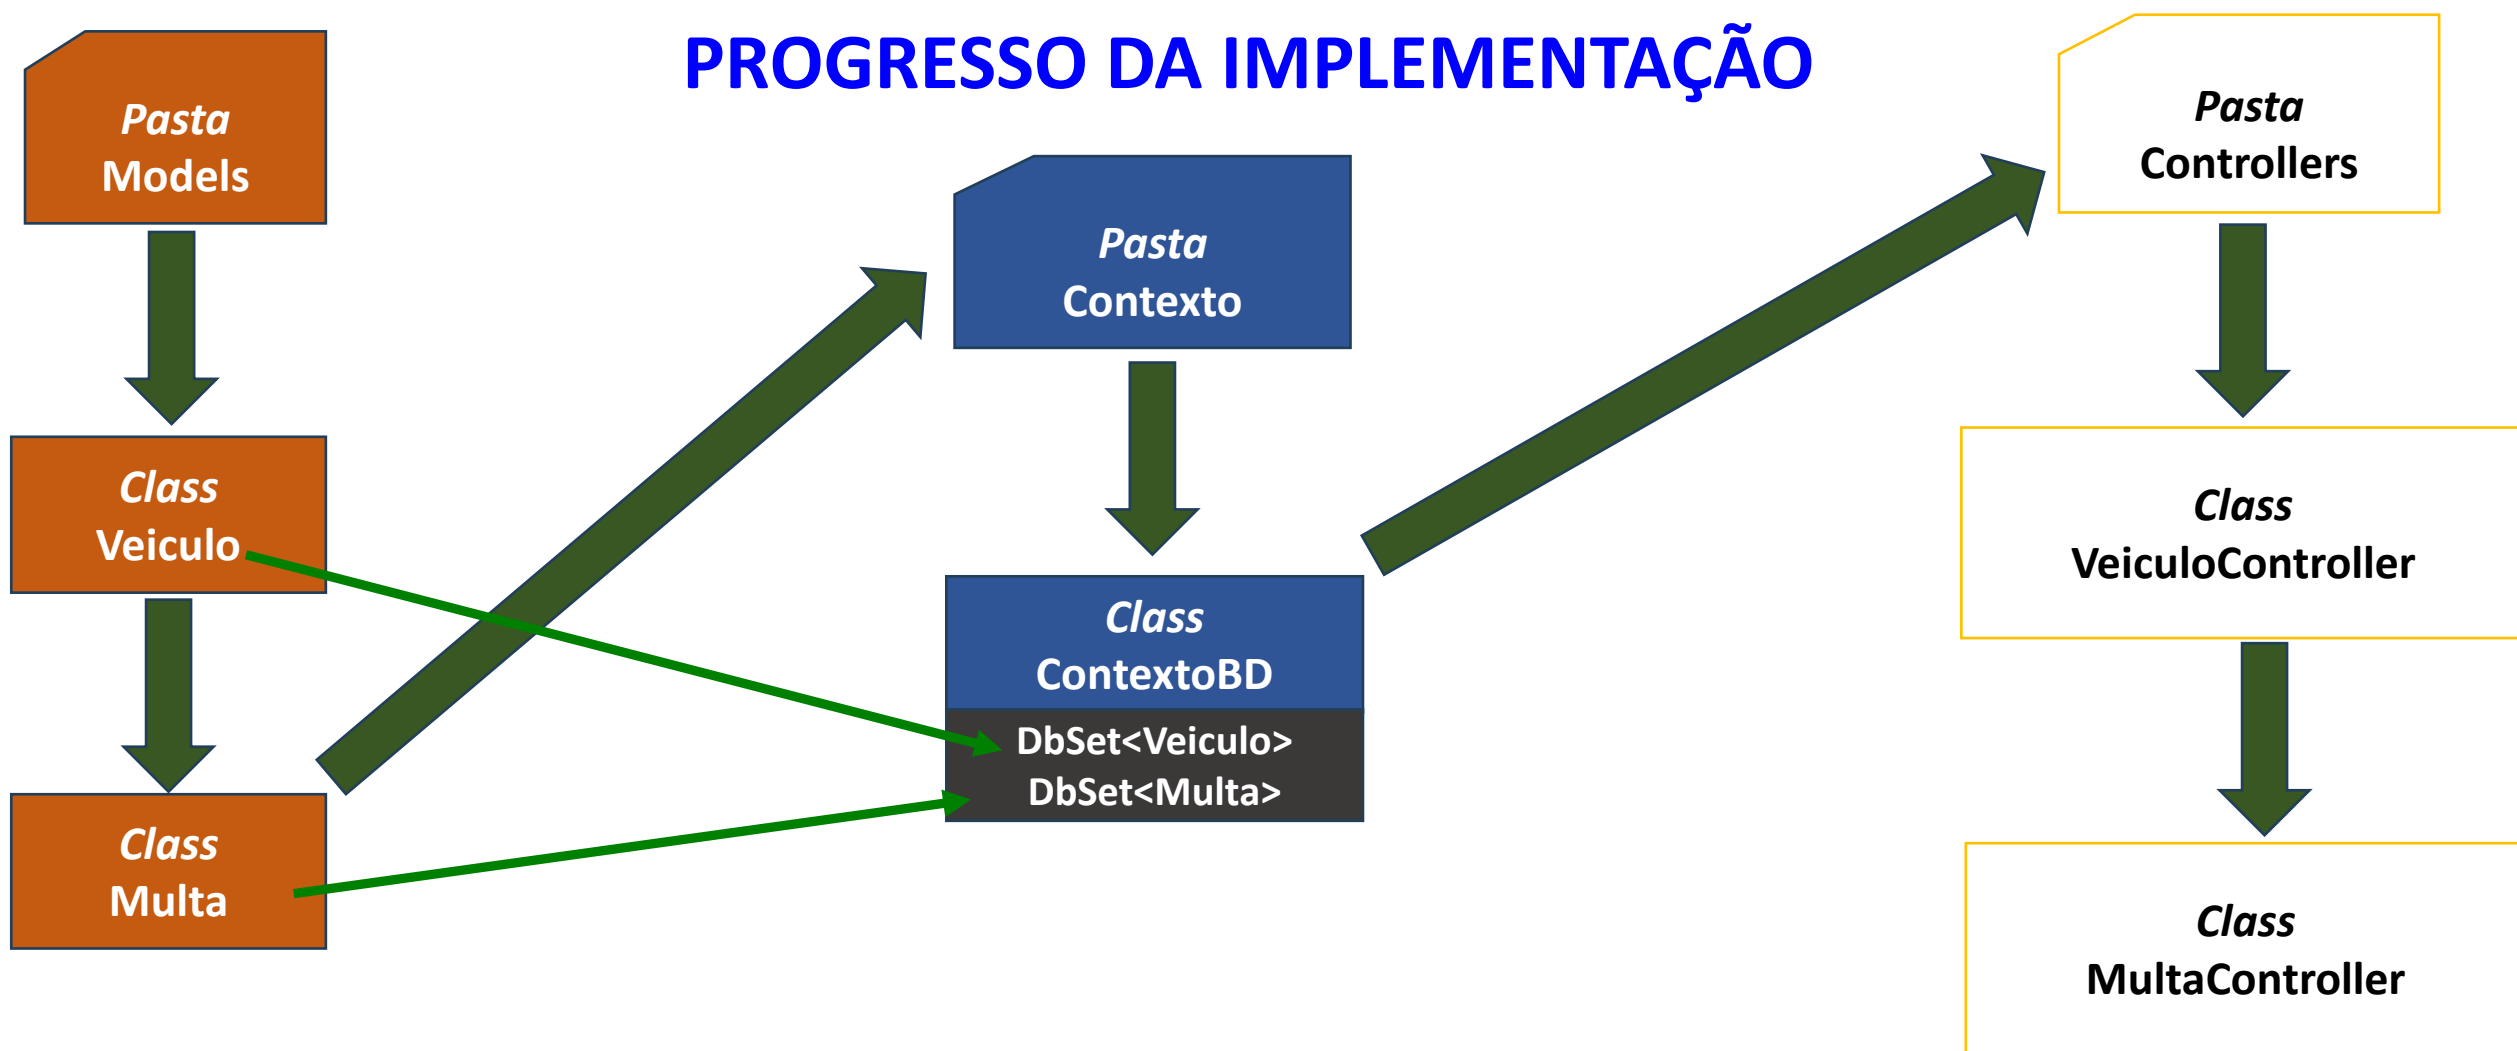 PROGRESSO DA IMPLEMENTAÇÃO
Pasta
Models
Class
Veiculo
Class
Multa
Pasta
Contexto
Class
ContextoBD
DbSet<Veiculo>
DbSet<Multa>
Pasta
Controllers
Class
VeiculoController
Class
MultaController